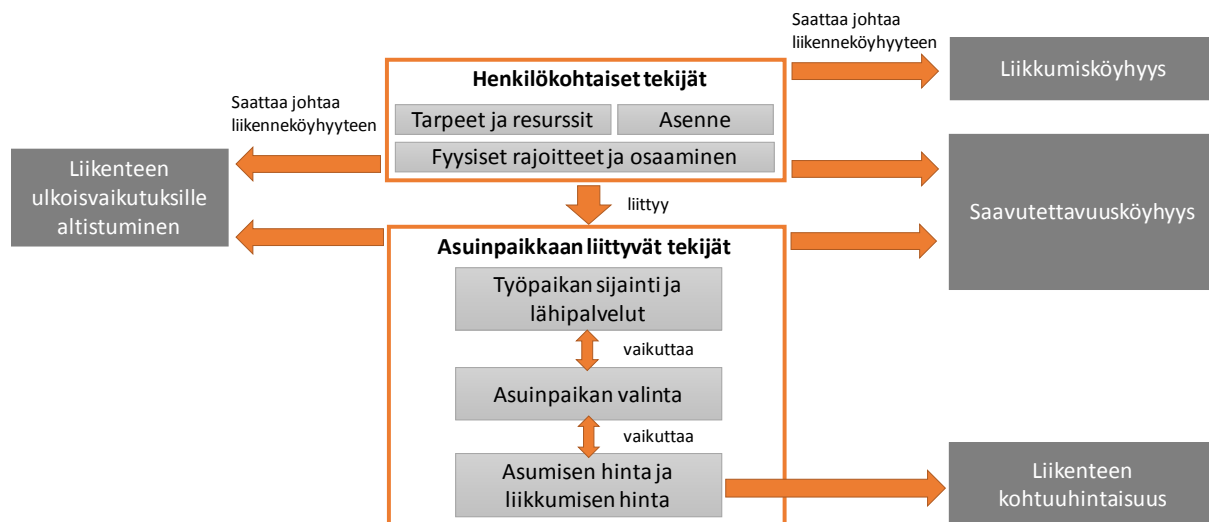 Saattaa johtaa
liikenneköyhyyteen
Liikkumisköyhyys
Henkilökohtaiset tekijät
Tarpeet ja resurssit
Asenne
Fyysiset rajoitteet ja osaaminen
Saattaa johtaa
liikenneköyhyyteen
Liikenteen
ulkoisvaikutuksille
altistuminen
Saavutettavuusköyhyys
liittyy
Asuinpaikkaan liittyvät tekijät
Työpaikan sijainti ja
lähipalvelut
vaikuttaa
Asuinpaikan valinta
vaikuttaa
Asumisen hinta ja
liikkumisen hinta
Liikenteen
kohtuuhintaisuus